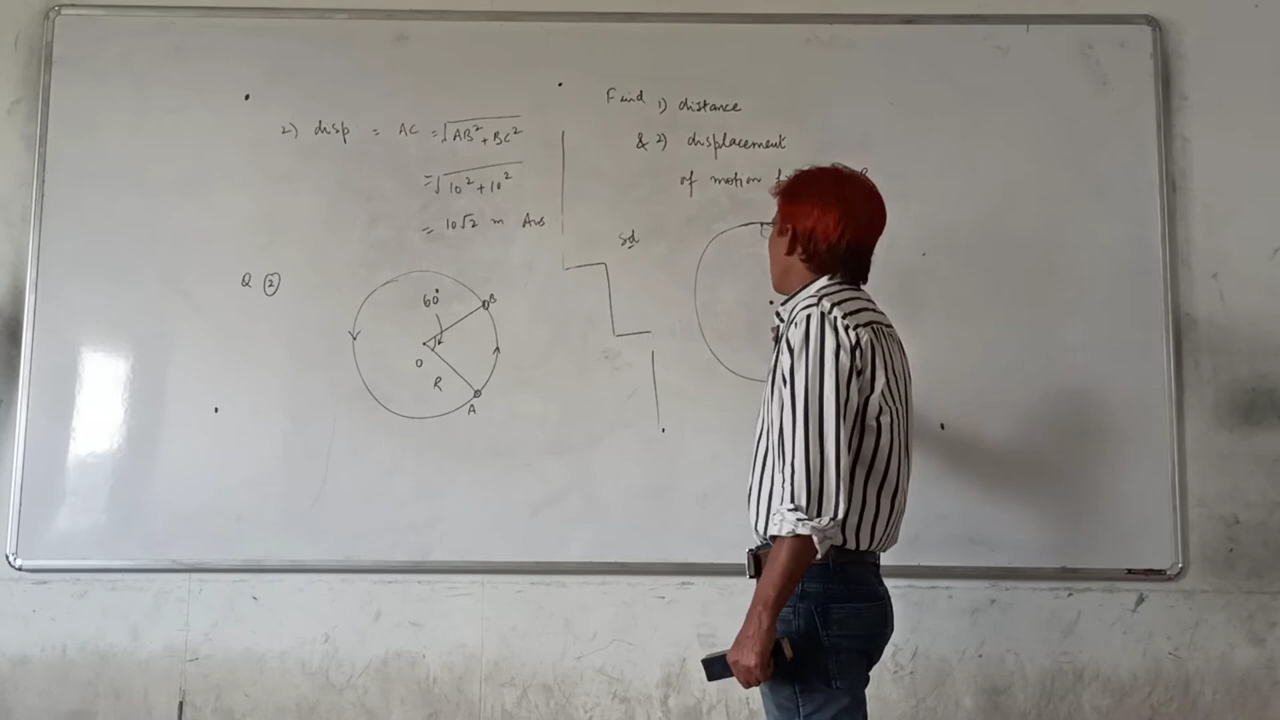 2) disp = AC = √AB²+BC²
= √10²+10²
= 10√2 m Ans
Q ②
60°
B
O
R
A
Find 1) distance
& 2) displacement
of motion
Sol